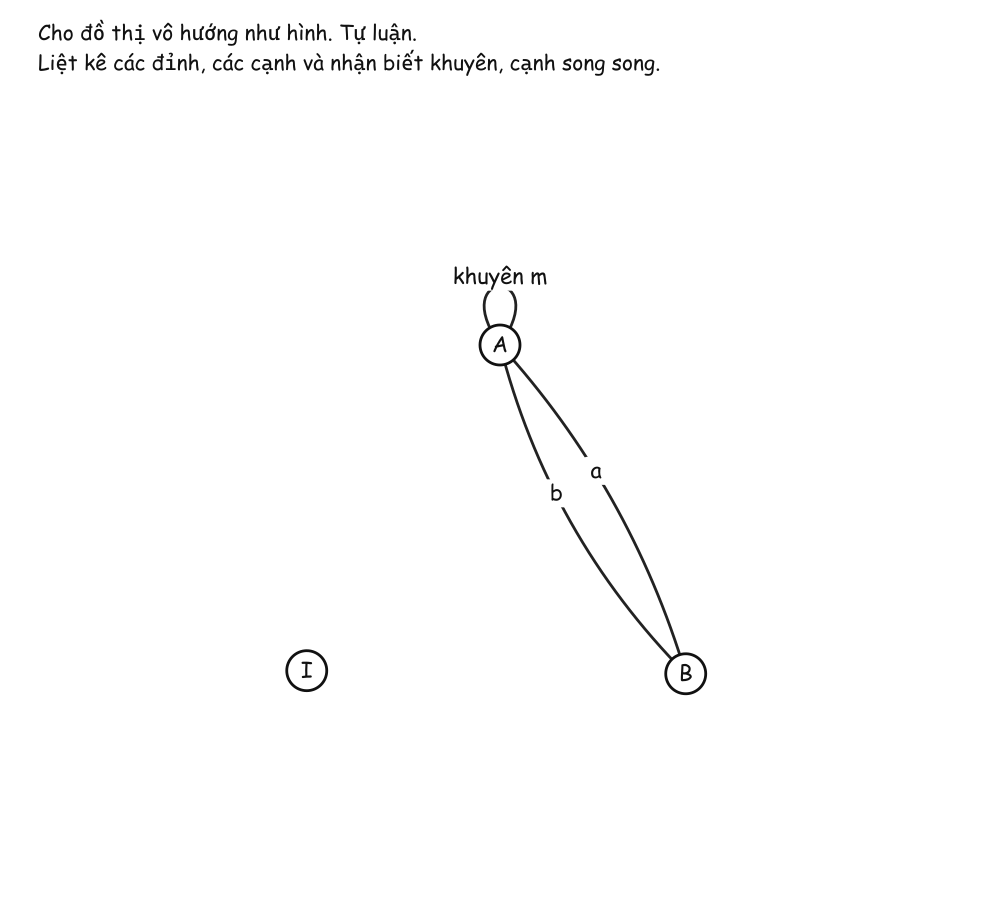 Cho đồ thị vô hướng như hình. Tự luận.
Liệt kê các đỉnh, các cạnh và nhận biết khuyên, cạnh song song.
khuyên m
A
a
b
I
B